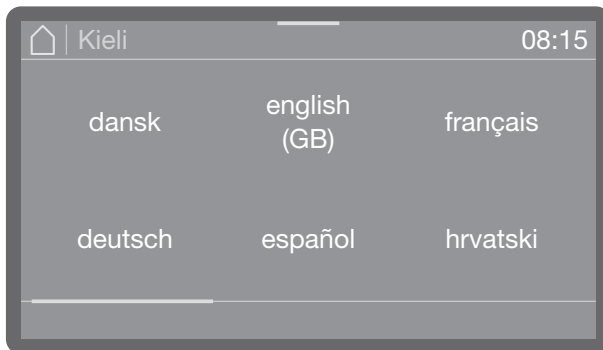 Kieli 08:15
dansk
english
(GB)
français
deutsch español hrvatski